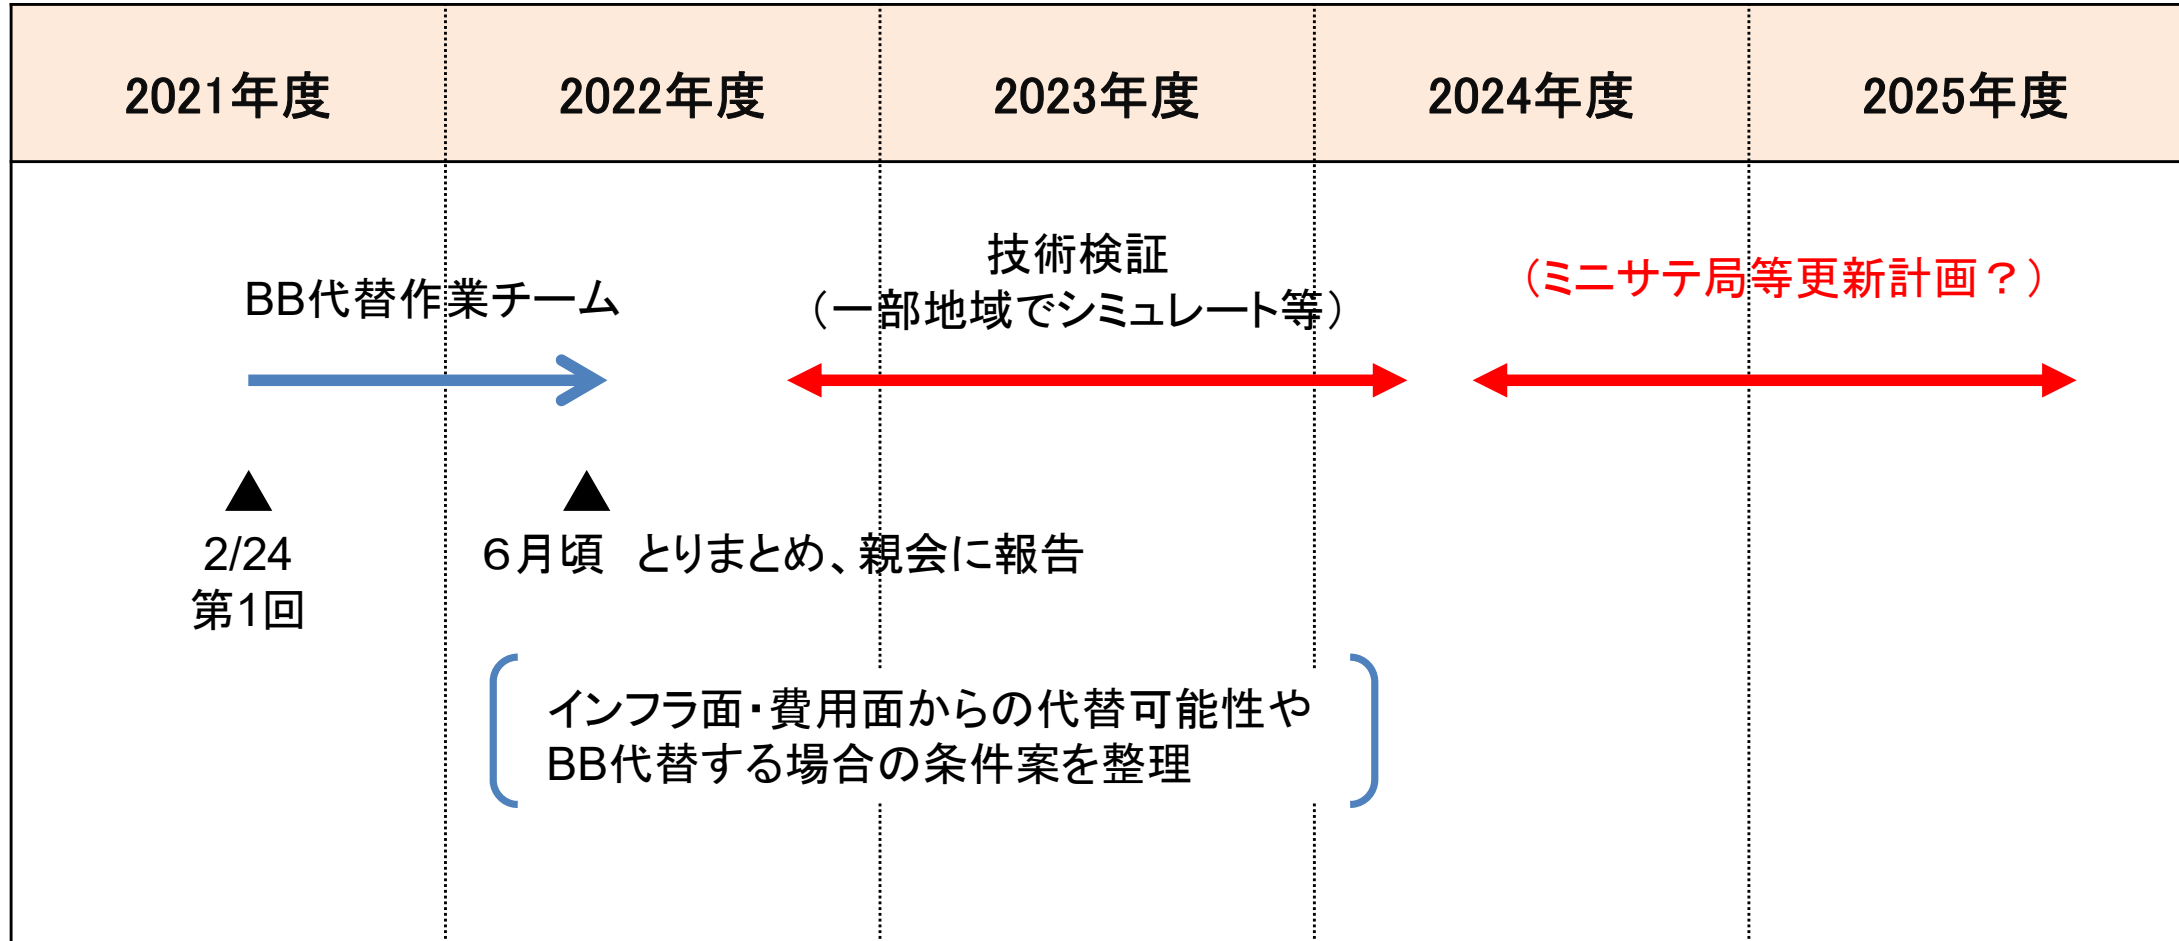 2021年度
2022年度
2023年度
2024年度
2025年度
BB代替作業チーム
技術検証
（一部地域でシミュレート等）
（ミニサテ局等更新計画？）
▲
▲
2/24
第1回
６月頃　とりまとめ、親会に報告
インフラ面・費用面からの代替可能性や
BB代替する場合の条件案を整理